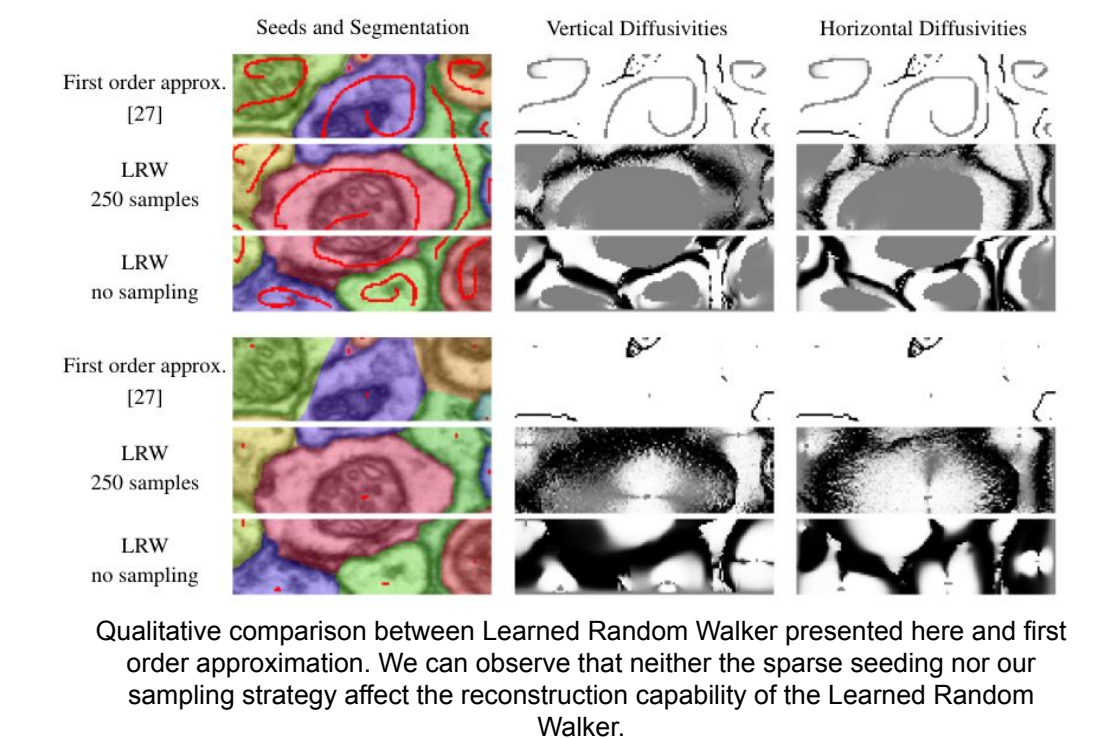 Seeds and Segmentation
Vertical Diffusivities
Horizontal Diffusivities
First order approx.
[27]
LRW
250 samples
LRW
no sampling
First order approx.
[27]
LRW
250 samples
LRW
no sampling
Qualitative comparison between Learned Random Walker presented here and first
order approximation. We can observe that neither the sparse seeding nor our
sampling strategy affect the reconstruction capability of the Learned Random
Walker.